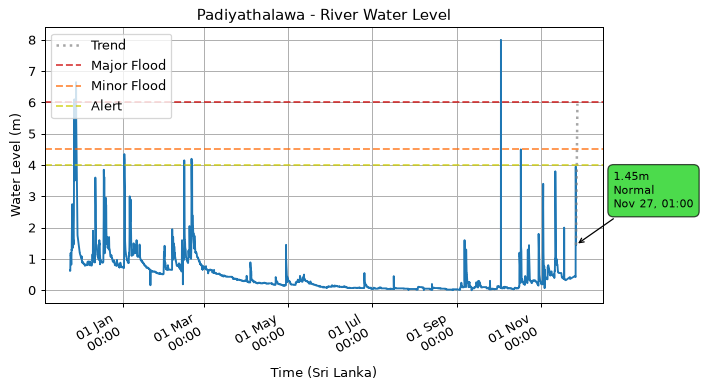 Padiyathalawa - River Water Level
Trend
Major Flood
Minor Flood
Alert
8
7
6
5
4
3
2
1
0
Water Level (m)
1.45m
Normal
Nov 27, 01:00
01 Jan
00:00
01 Mar
00:00
01 May
00:00
01 Jul
00:00
01 Sep
00:00
01 Nov
00:00
Time (Sri Lanka)